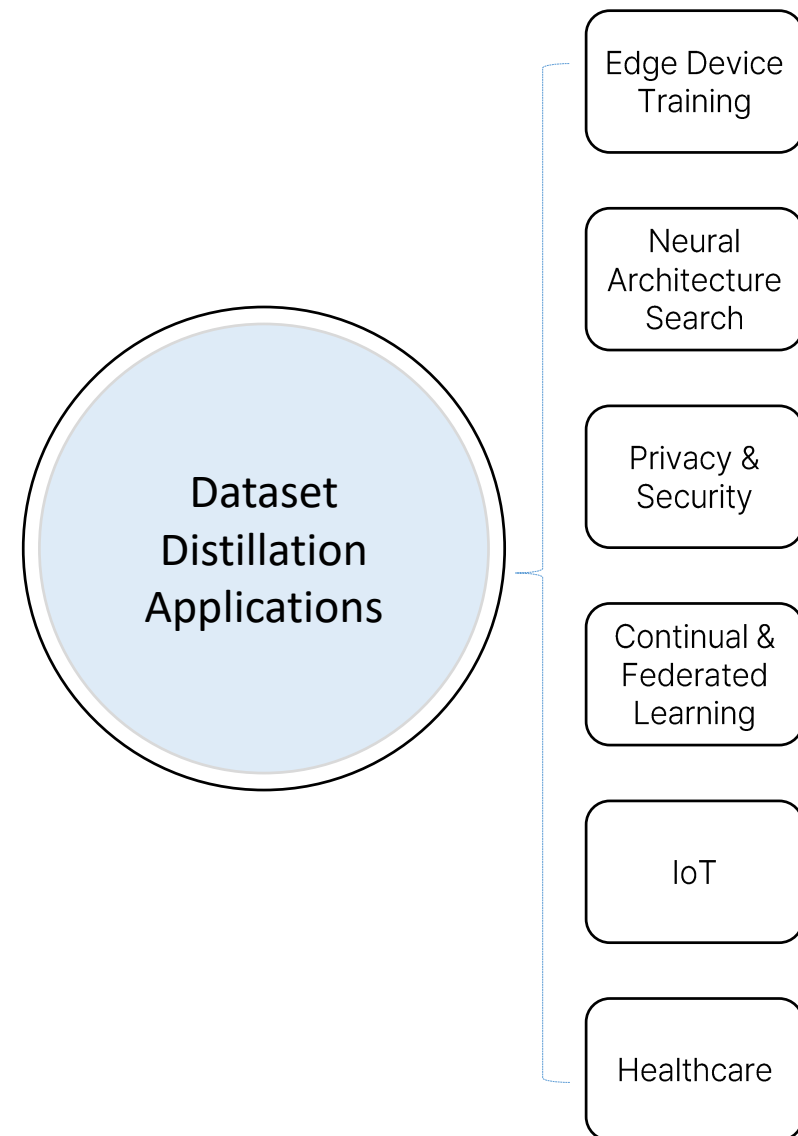 Edge Device
Training
Neural
Architecture
Search
Privacy &
Security
Dataset
Distillation
Applications
Continual &
Federated
Learning
IoT
Healthcare